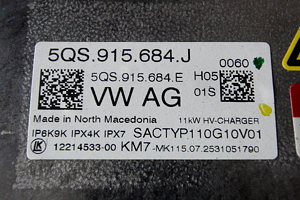 5QS.915.684.J
0060
5QS.915.684.E H05
VW AG 01S
Made in North Macedonia 11kW HV-CHARGER
IP6K9K IPX4K IPX7 SACTYP110G10V01
LK 12214533-00 KM7-MK115.07.2531051790